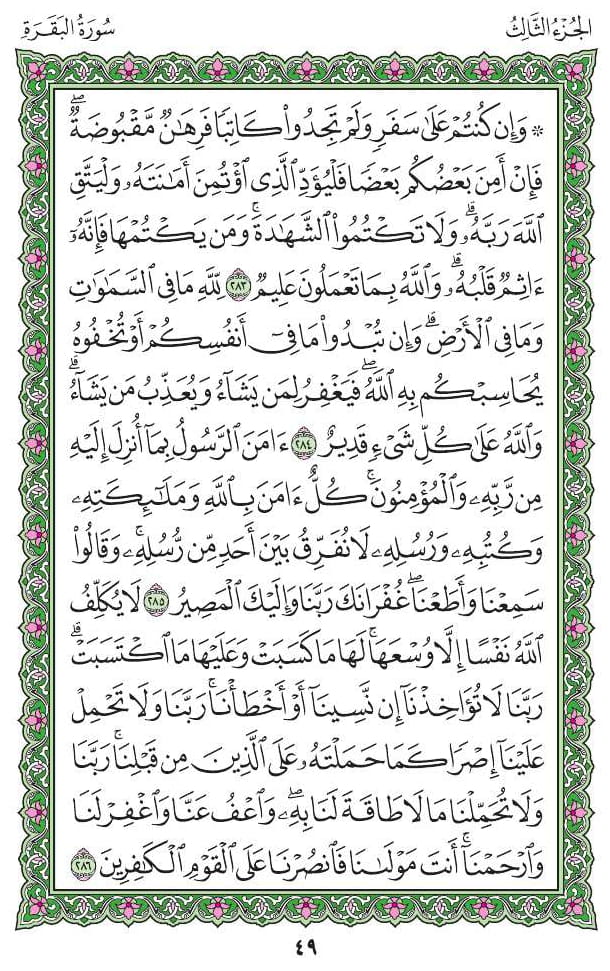 الجُزْءُ الثَّالِثُ
سُورَةُ البَقَرَةِ
۞ وَإِن كُنتُمْ عَلَىٰ سَفَرٍ وَلَمْ تَجِدُوا۟ كَاتِبًا فَرِهَـٰنٌ مَّقْبُوضَةٌ ۖ
فَإِنْ أَمِنَ بَعْضُكُم بَعْضًا فَلْيُؤَدِّ ٱلَّذِى ٱؤْتُمِنَ أَمَـٰنَتَهُۥ وَلْيَتَّقِ
ٱللَّهَ رَبَّهُۥ ۗ وَلَا تَكْتُمُوا۟ ٱلشَّهَـٰدَةَ ۚ وَمَن يَكْتُمْهَا فَإِنَّهُۥٓ
ءَاثِمٌ قَلْبُهُۥ ۗ وَٱللَّهُ بِمَا تَعْمَلُونَ عَلِيمٌ ٢٨٣ لِّلَّهِ مَا فِى ٱلسَّمَـٰوَٰتِ
وَمَا فِى ٱلْأَرْضِ ۗ وَإِن تُبْدُوا۟ مَا فِىٓ أَنفُسِكُمْ أَوْ تُخْفُوهُ
يُحَاسِبْكُم بِهِ ٱللَّهُ ۖ فَيَغْفِرُ لِمَن يَشَآءُ وَيُعَذِّبُ مَن يَشَآءُ ۗ
وَٱللَّهُ عَلَىٰ كُلِّ شَىْءٍ قَدِيرٌ ٢٨٤ ءَامَنَ ٱلرَّسُولُ بِمَآ أُنزِلَ إِلَيْهِ
مِن رَّبِّهِۦ وَٱلْمُؤْمِنُونَ ۚ كُلٌّ ءَامَنَ بِٱللَّهِ وَمَلَـٰٓئِكَتِهِۦ
وَكُتُبِهِۦ وَرُسُلِهِۦ لَا نُفَرِّقُ بَيْنَ أَحَدٍ مِّن رُّسُلِهِۦ ۚ وَقَالُوا۟
سَمِعْنَا وَأَطَعْنَا ۖ غُفْرَانَكَ رَبَّنَا وَإِلَيْكَ ٱلْمَصِيرُ ٢٨٥ لَا يُكَلِّفُ
ٱللَّهُ نَفْسًا إِلَّا وُسْعَهَا ۚ لَهَا مَا كَسَبَتْ وَعَلَيْهَا مَا ٱكْتَسَبَتْ ۗ
رَبَّنَا لَا تُؤَاخِذْنَآ إِن نَّسِينَآ أَوْ أَخْطَأْنَا ۚ رَبَّنَا وَلَا تَحْمِلْ
عَلَيْنَآ إِصْرًا كَمَا حَمَلْتَهُۥ عَلَى ٱلَّذِينَ مِن قَبْلِنَا ۚ رَبَّنَا
وَلَا تُحَمِّلْنَا مَا لَا طَاقَةَ لَنَا بِهِۦ ۖ وَٱعْفُ عَنَّا وَٱغْفِرْ لَنَا
وَٱرْحَمْنَآ ۚ أَنتَ مَوْلَىٰنَا فَٱنصُرْنَا عَلَى ٱلْقَوْمِ ٱلْكَـٰفِرِينَ ٢٨٦
٤٩